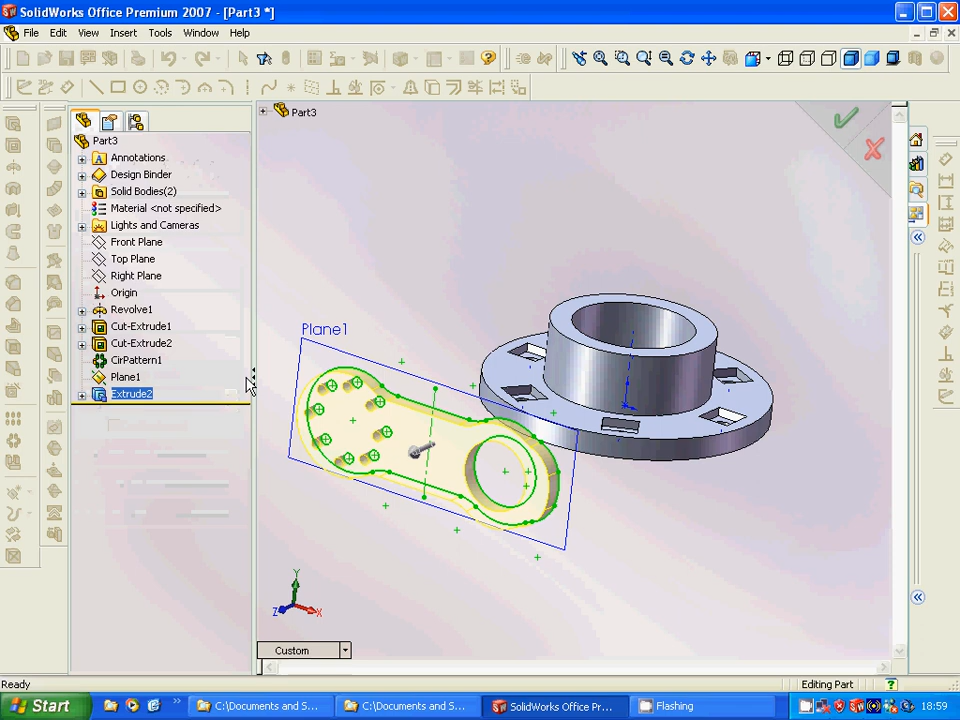 SolidWorks Office Premium 2007 - [Part3 *]
File Edit View Insert Tools Window Help
Part3
Part3
Annotations
Design Binder
Solid Bodies(2)
Material <not specified>
Lights and Cameras
Front Plane
Top Plane
Right Plane
Origin
Revolve1
Cut-Extrude1
Cut-Extrude2
CirPattern1
Plane1
Extrude2
Plane1
Y
Z
X
Custom
Ready
Editing Part
Start
C:\Documents and S...
C:\Documents and S...
SolidWorks Office Pr...
Flashing
18:59